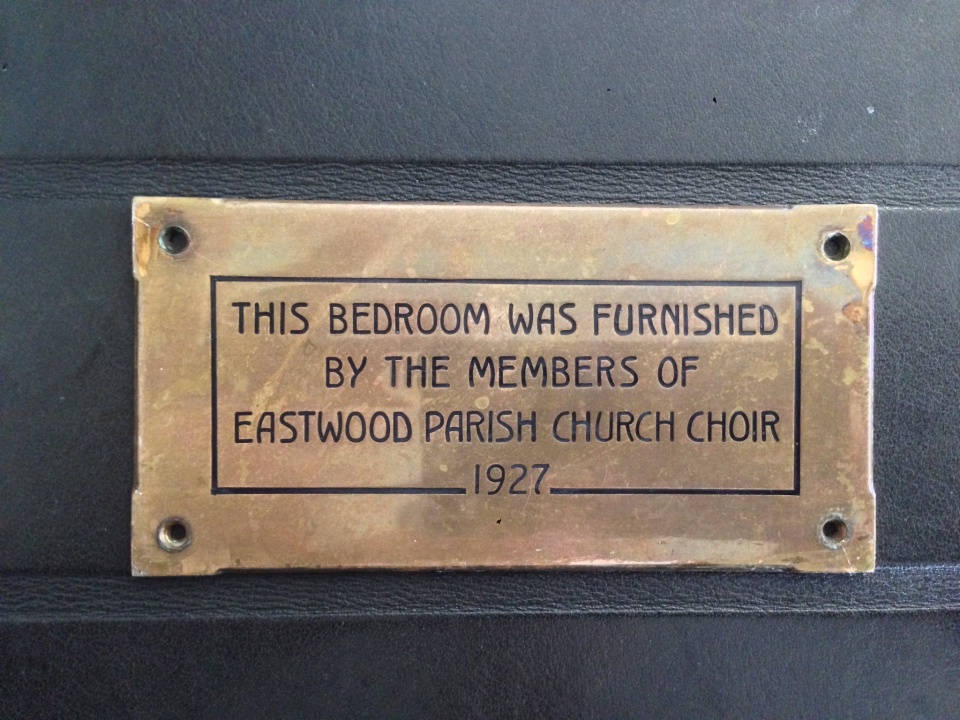 THIS BEDROOM WAS FURNISHED
BY THE MEMBERS OF
EASTWOOD PARISH CHURCH CHOIR
1927